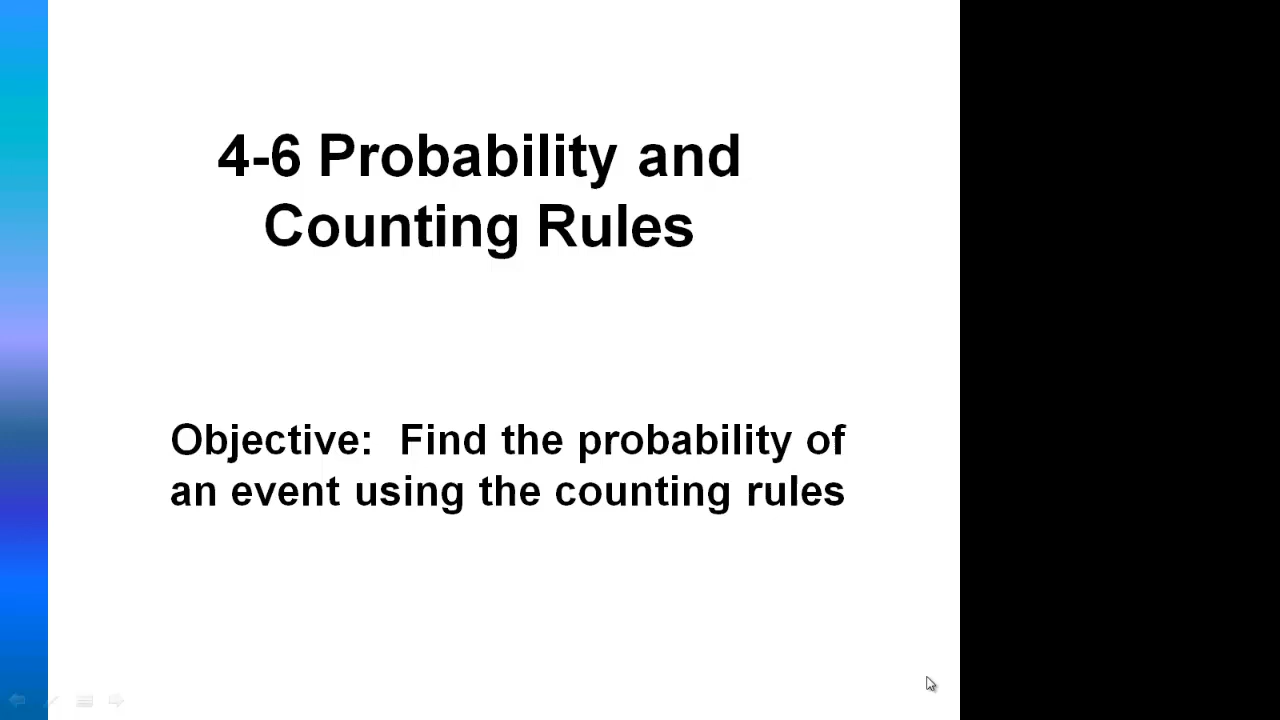 4-6 Probability and
Counting Rules
Objective: Find the probability of
an event using the counting rules